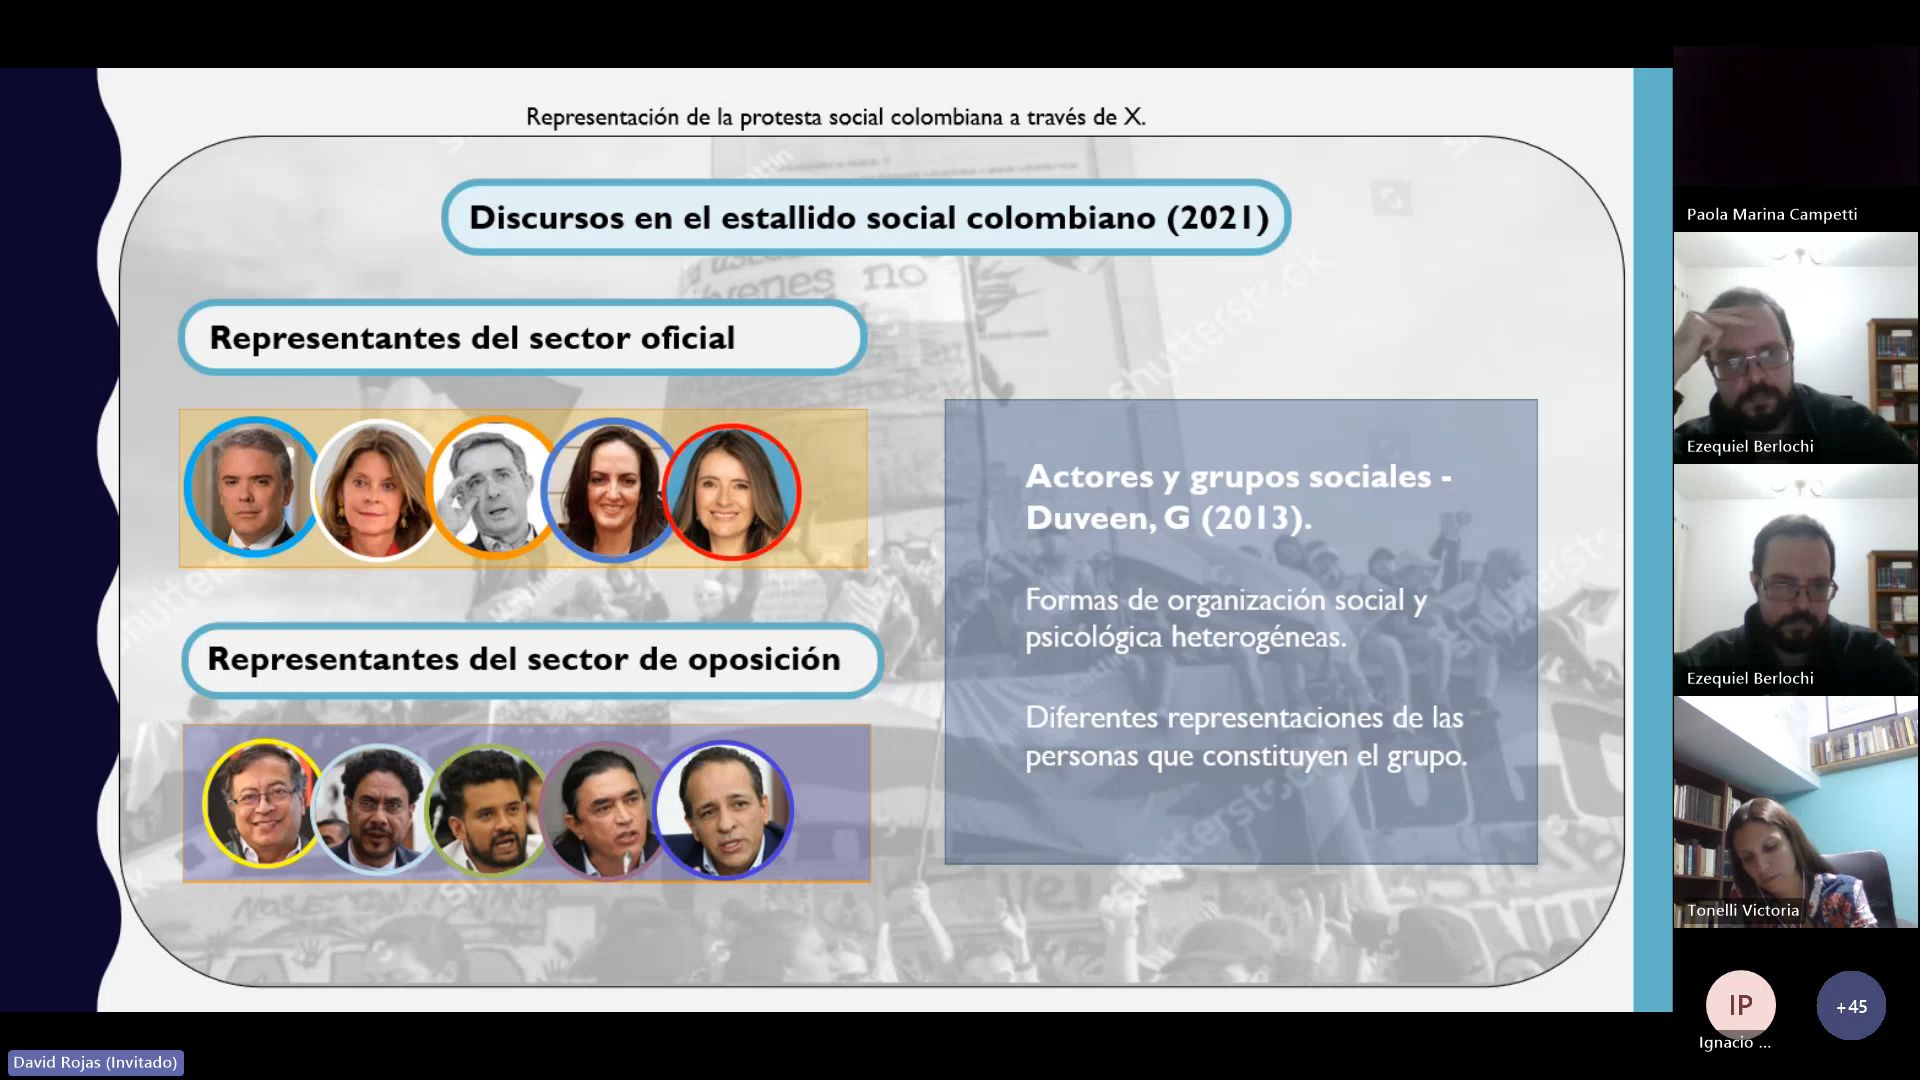 Representación de la protesta social colombiana a través de X.
Discursos en el estallido social colombiano (2021)
Representantes del sector oficial
Representantes del sector de oposición
Actores y grupos sociales -
Duveen, G (2013).
Formas de organización social y
psicológica heterogéneas.
Diferentes representaciones de las
personas que constituyen el grupo.
shutterstock
venes no
Paola Marina Campetti
Ezequiel Berlochi
Ezequiel Berlochi
Tonelli Victoria
IP
Ignacio ...
+45
David Rojas (Invitado)